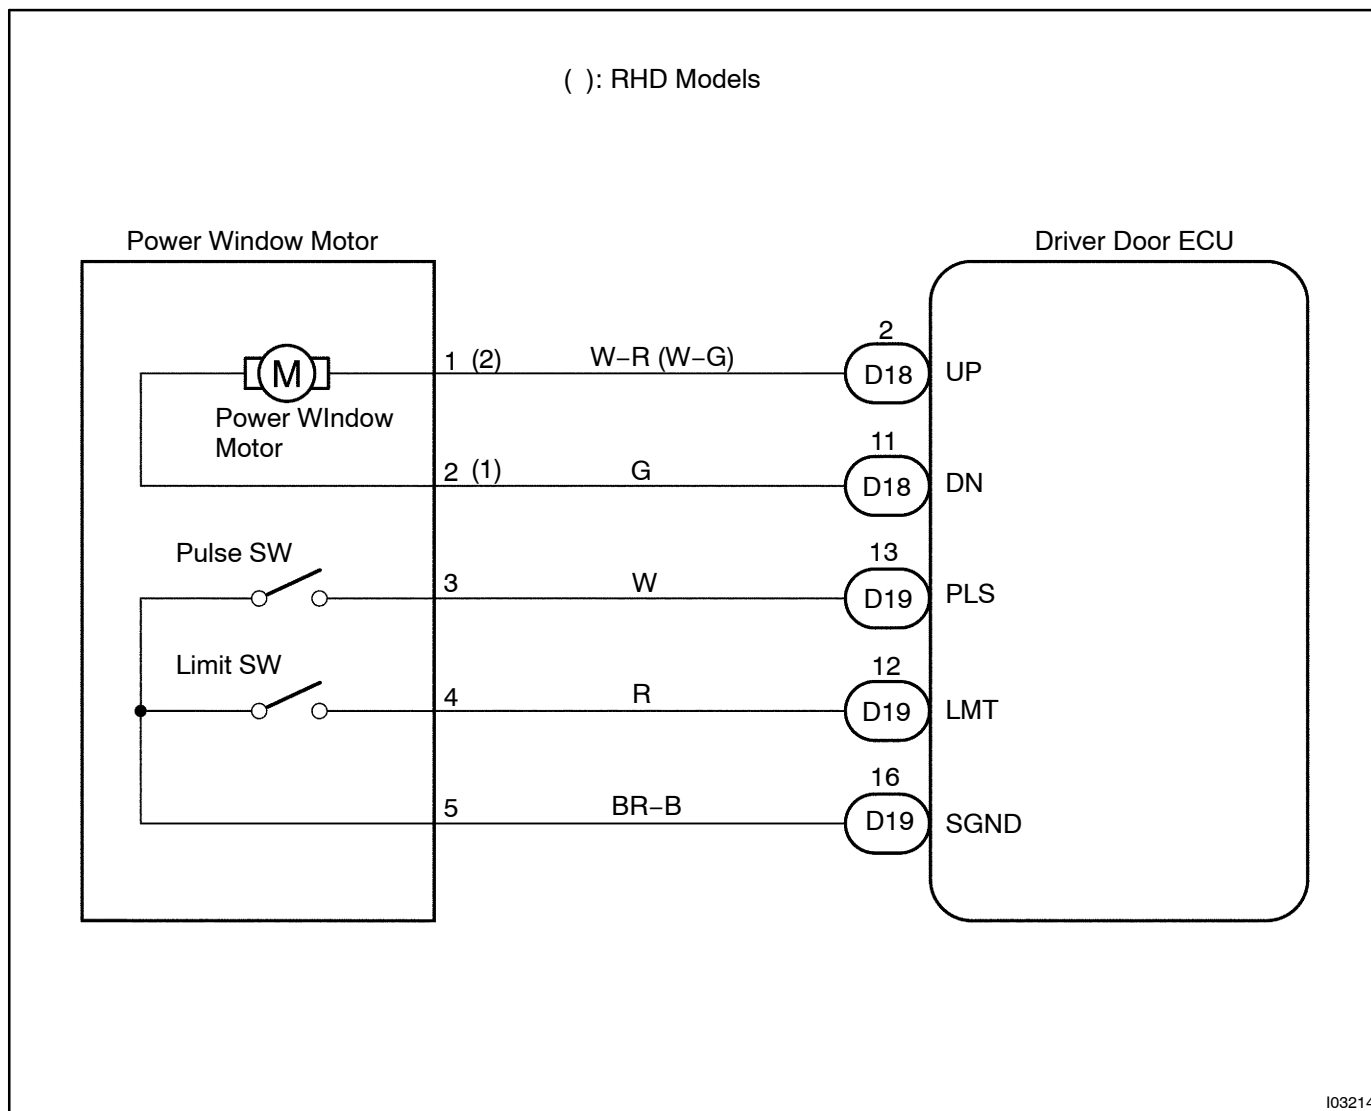 ( ): RHD Models
Power Window Motor
Driver Door ECU
M
Power WIndow
Motor
1 (2)
W−R (W−G)
2
D18
UP
2 (1)
G
11
D18
DN
Pulse SW
3
W
13
D19
PLS
Limit SW
4
R
12
D19
LMT
5
BR−B
16
D19
SGND
I03214